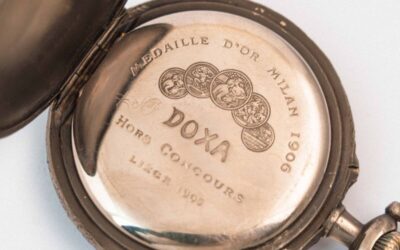 MEDAILLE D'OR MILAN 1906
DOXA
HORS CONCOURS
LIEGE 1905